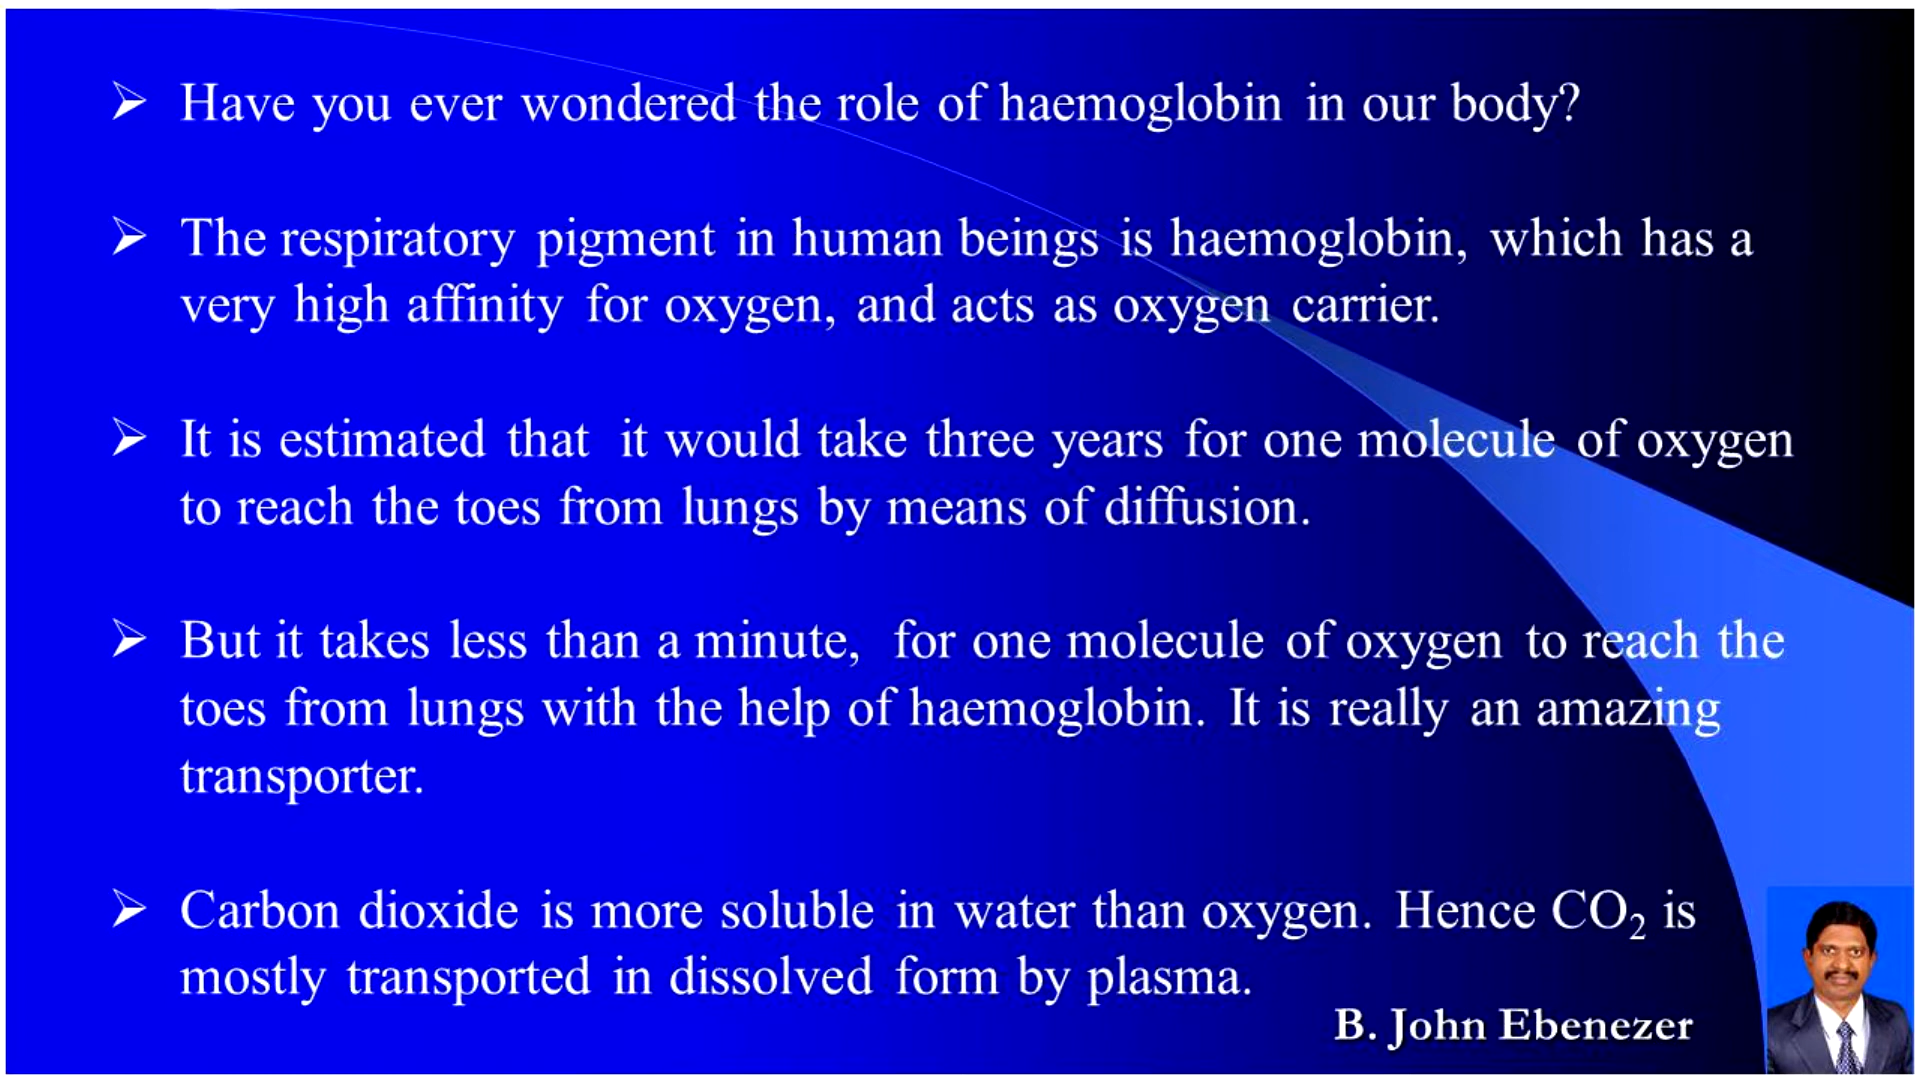 ➢ Have you ever wondered the role of haemoglobin in our body?
➢ The respiratory pigment in human beings is haemoglobin, which has a
very high affinity for oxygen, and acts as oxygen carrier.
➢ It is estimated that it would take three years for one molecule of oxygen
to reach the toes from lungs by means of diffusion.
➢ But it takes less than a minute, for one molecule of oxygen to reach the
toes from lungs with the help of haemoglobin. It is really an amazing
transporter.
➢ Carbon dioxide is more soluble in water than oxygen. Hence CO₂ is
mostly transported in dissolved form by plasma.
B. John Ebenezer